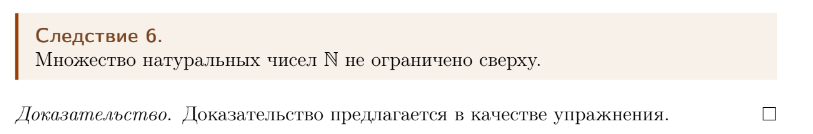 Следствие 6.
Множество натуральных чисел ℕ не ограничено сверху.
Доказательство. Доказательство предлагается в качестве упражнения. □